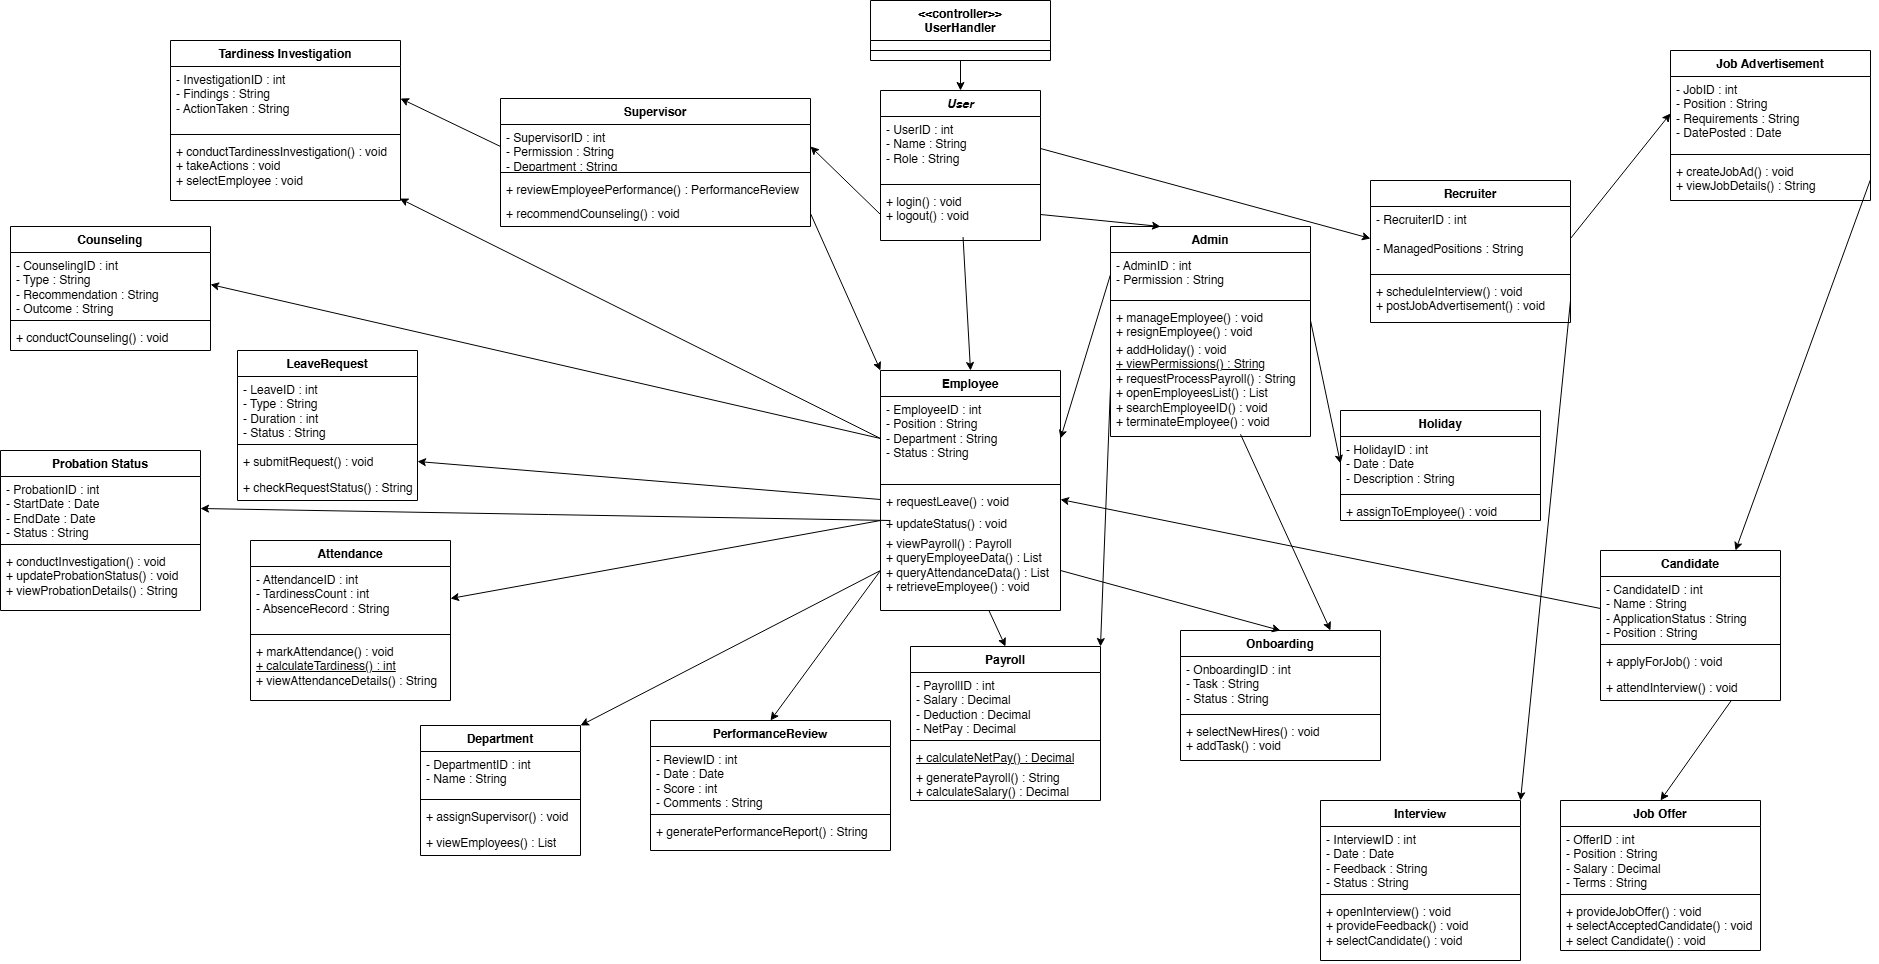 <<controller>>
UserHandler
Tardiness Investigation
- InvestigationID : int
- Findings : String
- ActionTaken : String
+ conductTardinessInvestigation() : void
+ takeActions : void
+ selectEmployee : void
Supervisor
- SupervisorID : int
- Permission : String
- Department : String
+ reviewEmployeePerformance() : PerformanceReview
+ recommendCounseling() : void
User
- UserID : int
- Name : String
- Role : String
+ login() : void
+ logout() : void
Job Advertisement
- JobID : int
- Position : String
- Requirements : String
- DatePosted : Date
+ createJobAd() : void
+ viewJobDetails() : String
Recruiter
- RecruiterID : int
- ManagedPositions : String
+ scheduleInterview() : void
+ postJobAdvertisement() : void
Counseling
- CounselingID : int
- Type : String
- Recommendation : String
- Outcome : String
+ conductCounseling() : void
Admin
- AdminID : int
- Permission : String
+ manageEmployee() : void
+ resignEmployee() : void
+ addHoliday() : void
+ viewPermissions() : String
+ requestProcessPayroll() : String
+ openEmployeesList() : List
+ searchEmployeeID() : void
+ terminateEmployee() : void
LeaveRequest
- LeaveID : int
- Type : String
- Duration : int
- Status : String
+ submitRequest() : void
+ checkRequestStatus() : String
Employee
- EmployeeID : int
- Position : String
- Department : String
- Status : String
+ requestLeave() : void
+ updateStatus() : void
+ viewPayroll() : Payroll
+ queryEmployeeData() : List
+ queryAttendanceData() : List
+ retrieveEmployee() : void
Holiday
- HolidayID : int
- Date : Date
- Description : String
+ assignToEmployee() : void
Probation Status
- ProbationID : int
- StartDate : Date
- EndDate : Date
- Status : String
+ conductInvestigation() : void
+ updateProbationStatus() : void
+ viewProbationDetails() : String
Attendance
- AttendanceID : int
- TardinessCount : int
- AbsenceRecord : String
+ markAttendance() : void
+ calculateTardiness() : int
+ viewAttendanceDetails() : String
Candidate
- CandidateID : int
- Name : String
- ApplicationStatus : String
- Position : String
+ applyForJob() : void
+ attendInterview() : void
Onboarding
- OnboardingID : int
- Task : String
- Status : String
+ selectNewHires() : void
+ addTask() : void
Payroll
- PayrollID : int
- Salary : Decimal
- Deduction : Decimal
- NetPay : Decimal
+ calculateNetPay() : Decimal
+ generatePayroll() : String
+ calculateSalary() : Decimal
Department
- DepartmentID : int
- Name : String
+ assignSupervisor() : void
+ viewEmployees() : List
PerformanceReview
- ReviewID : int
- Date : Date
- Score : int
- Comments : String
+ generatePerformanceReport() : String
Interview
- InterviewID : int
- Date : Date
- Feedback : String
- Status : String
+ openInterview() : void
+ provideFeedback() : void
+ selectCandidate() : void
Job Offer
- OfferID : int
- Position : String
- Salary : Decimal
- Terms : String
+ provideJobOffer() : void
+ selectAcceptedCandidate() : void
+ select Candidate() : void